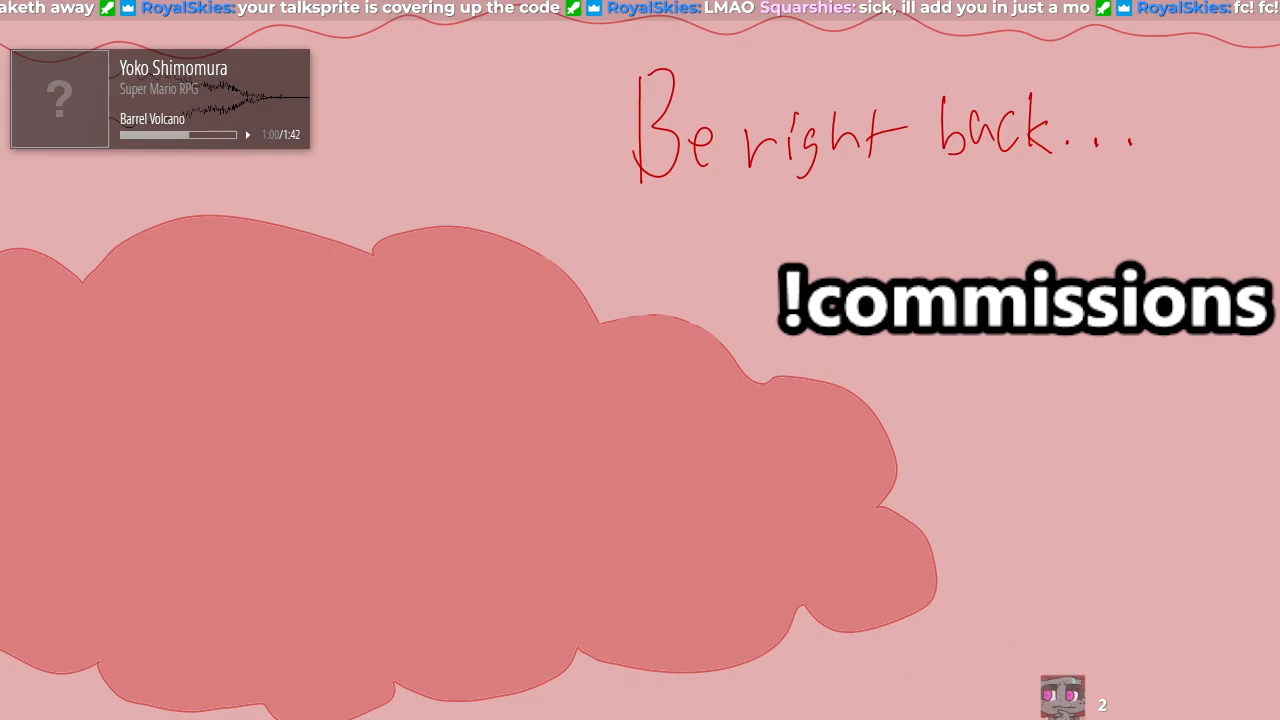 aketh away RoyalSkies: your talksprite is covering up the code RoyalSkies: LMAO Squarshies: sick, ill add you in just a mo RoyalSkies: fc! fc!
Yoko Shimomura
Super Mario RPG
Barrel Volcano
1:00/1:42
?
Be right back...
!commissions
2